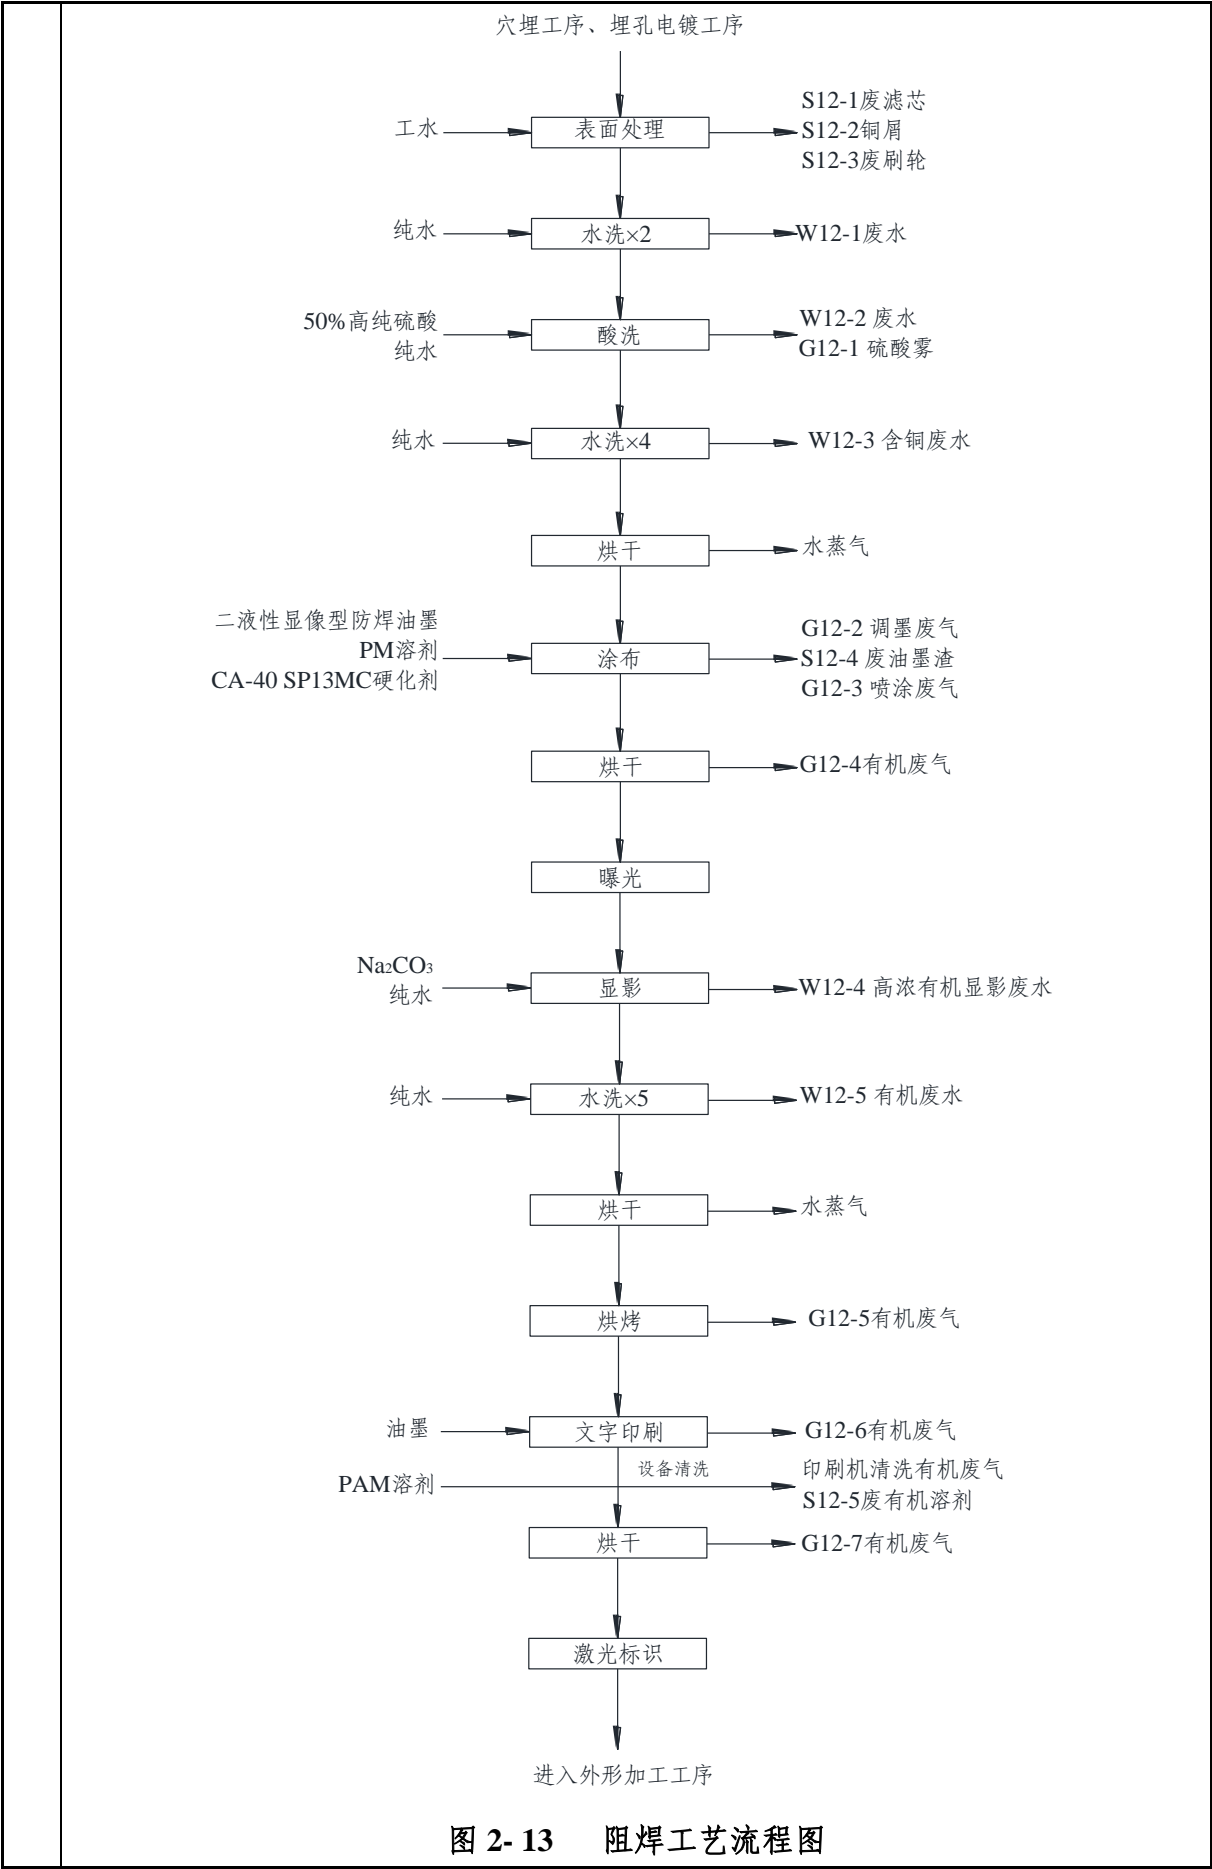 穴埋工序、埋孔电镀工序
S12-1废滤芯
工水
表面处理
S12-2铜屑
S12-3废刷轮
纯水
水洗×2
W12-1废水
50%高纯硫酸
纯水
酸洗
W12-2 废水
G12-1 硫酸雾
纯水
水洗×4
W12-3 含铜废水
烘干
水蒸气
二液性显像型防焊油墨
PM溶剂
CA-40 SP13MC硬化剂
涂布
G12-2 调墨废气
S12-4 废油墨渣
G12-3 喷涂废气
烘干
G12-4有机废气
曝光
Na₂CO₃
纯水
显影
W12-4 高浓有机显影废水
纯水
水洗×5
W12-5 有机废水
烘干
水蒸气
烘烤
G12-5有机废气
油墨
文字印刷
G12-6有机废气
PAM溶剂
设备清洗
印刷机清洗有机废气
S12-5废有机溶剂
烘干
G12-7有机废气
激光标识
进入外形加工工序
图 2- 13 阻焊工艺流程图